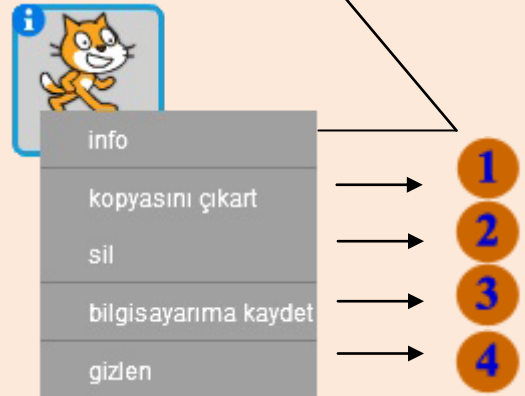 i
info
kopyasını çıkart
1
sil
2
bilgisayarıma kaydet
3
gizlen
4